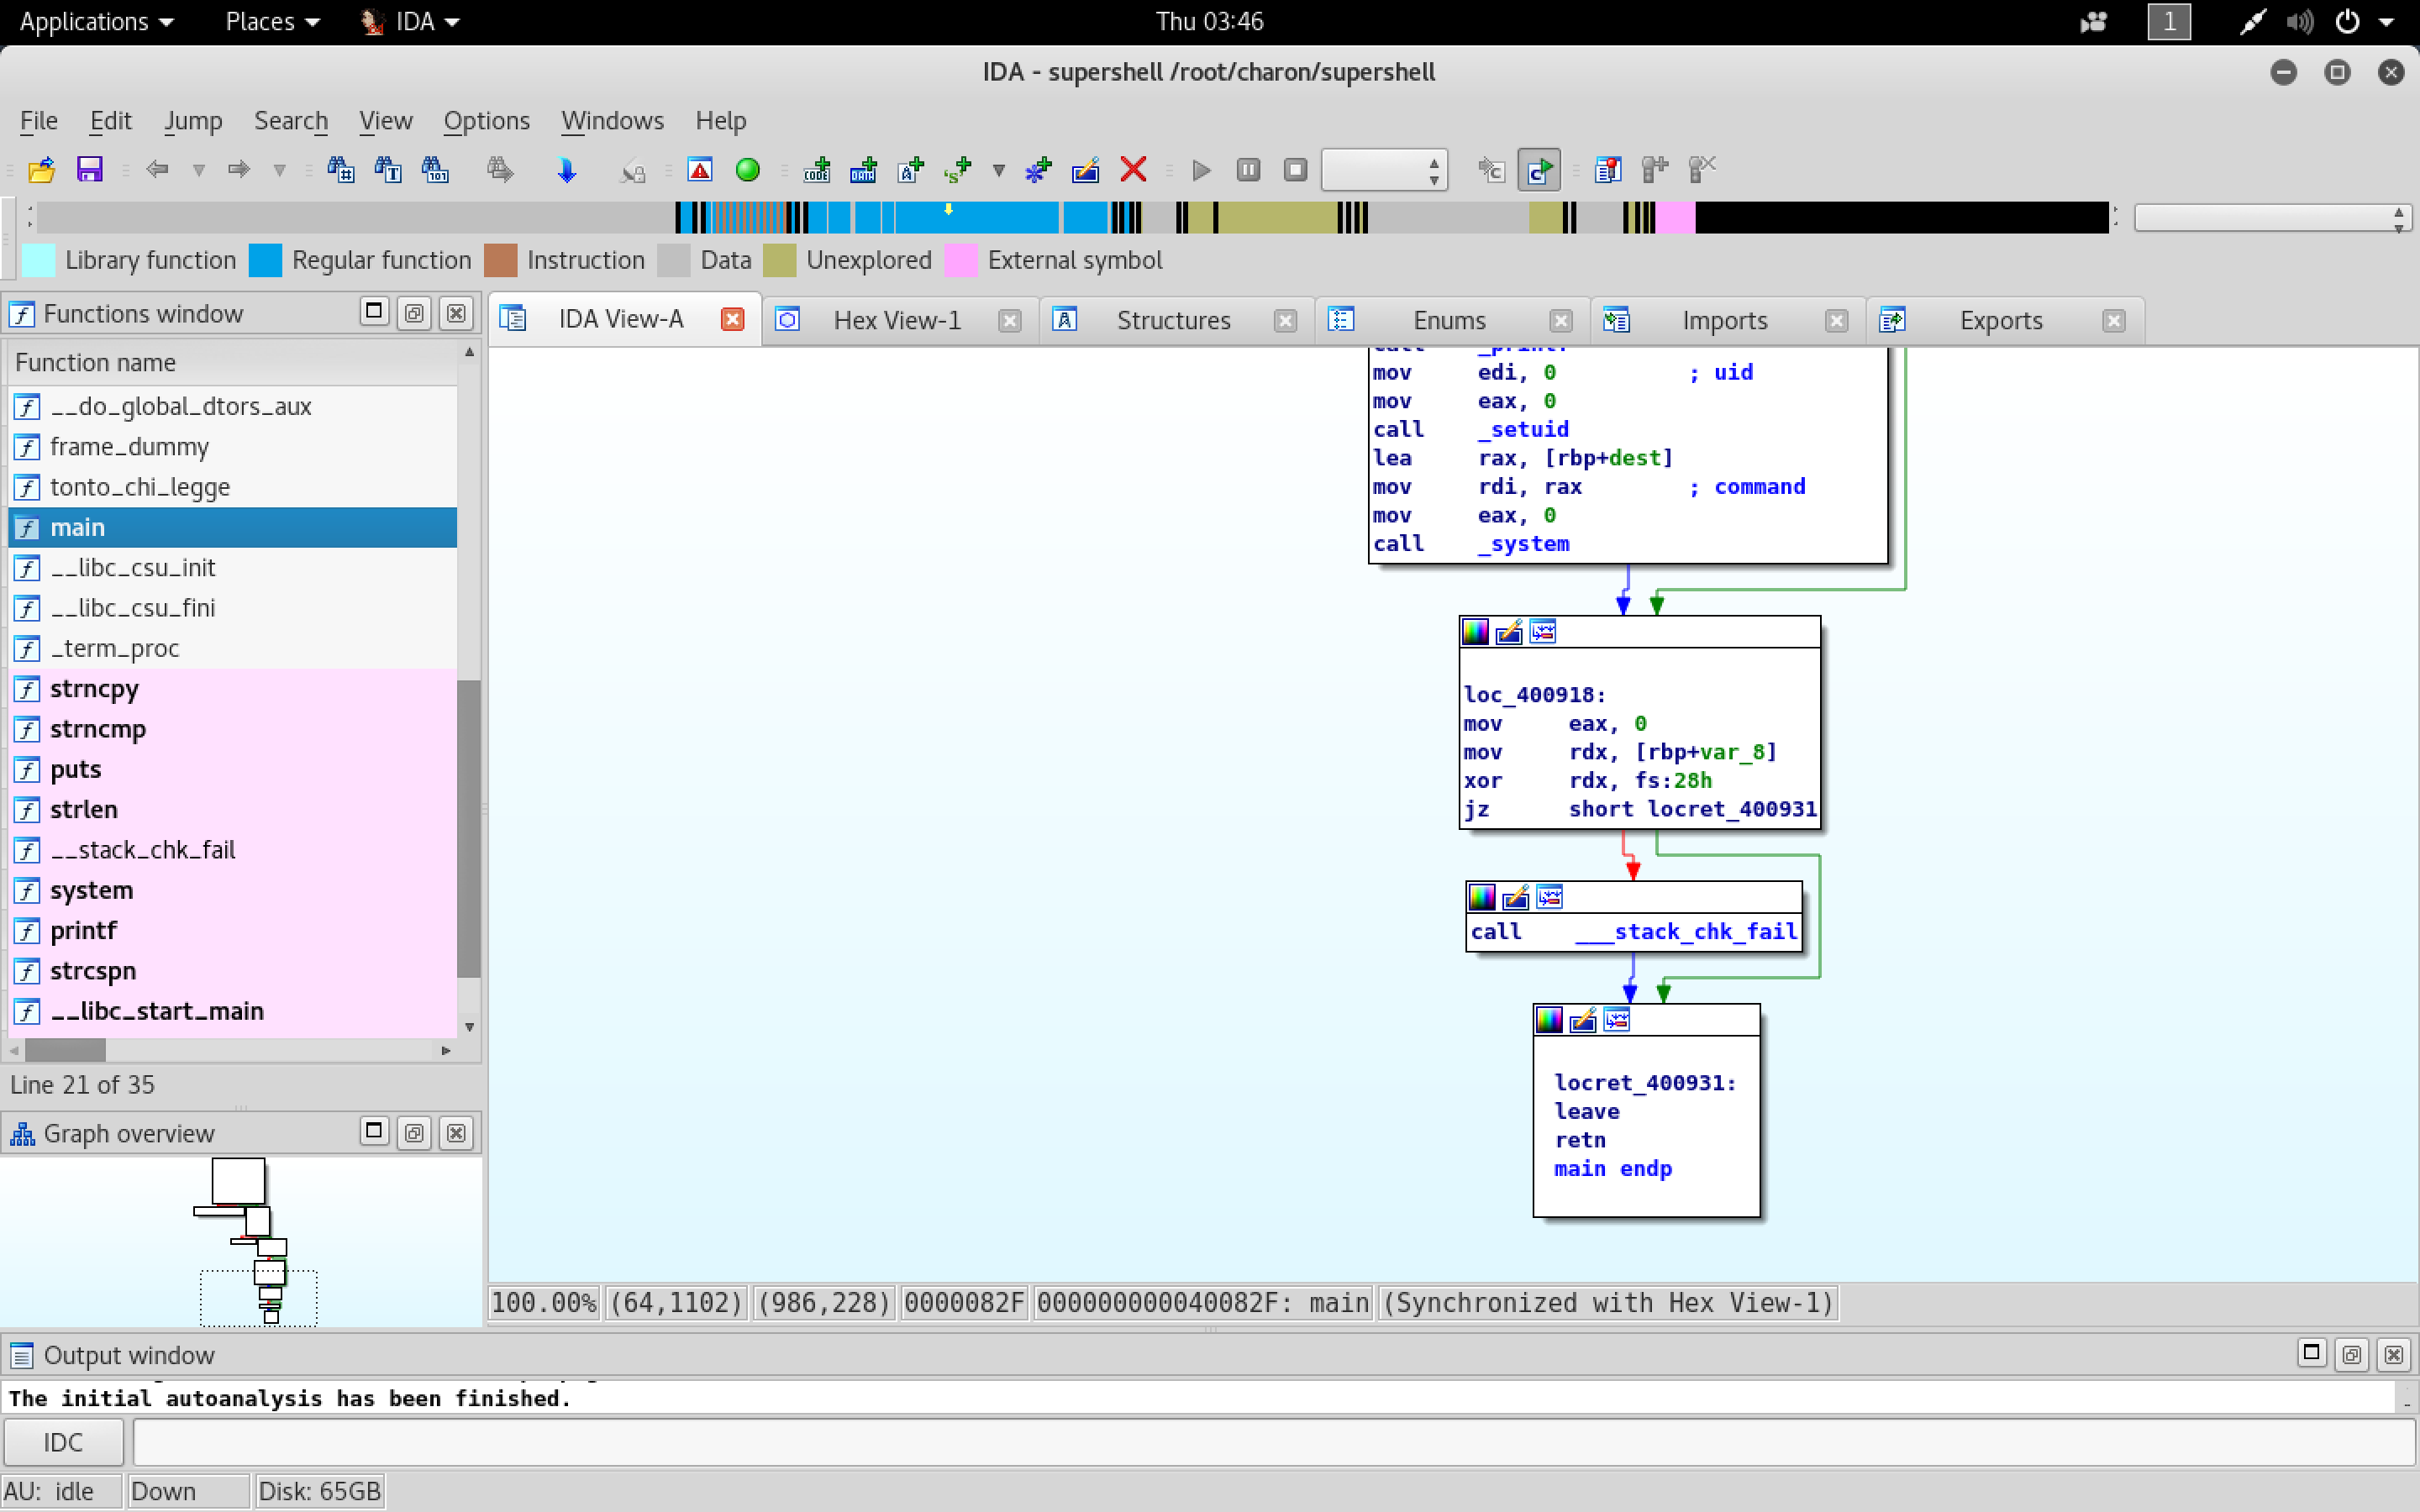 Applications Places IDA Thu 03:46 1
IDA - supershell /root/charon/supershell
File Edit Jump Search View Options Windows Help
Library function Regular function Instruction Data Unexplored External symbol
Functions window
Function name
__do_global_dtors_aux
frame_dummy
tonto_chi_legge
main
__libc_csu_init
__libc_csu_fini
_term_proc
strncpy
strncmp
puts
strlen
__stack_chk_fail
system
printf
strcspn
__libc_start_main
Line 21 of 35
Graph overview
IDA View-A Hex View-1 Structures Enums Imports Exports
mov edi, 0 ; uid
mov eax, 0
call _setuid
lea rax, [rbp+dest]
mov rdi, rax ; command
mov eax, 0
call _system
loc_400918:
mov eax, 0
mov rdx, [rbp+var_8]
xor rdx, fs:28h
jz short locret_400931
call ___stack_chk_fail
locret_400931:
leave
retn
main endp
100.00% (64,1102) (986,228) 0000082F 000000000040082F: main (Synchronized with Hex View-1)
Output window
The initial autoanalysis has been finished.
IDC
AU: idle Down Disk: 65GB